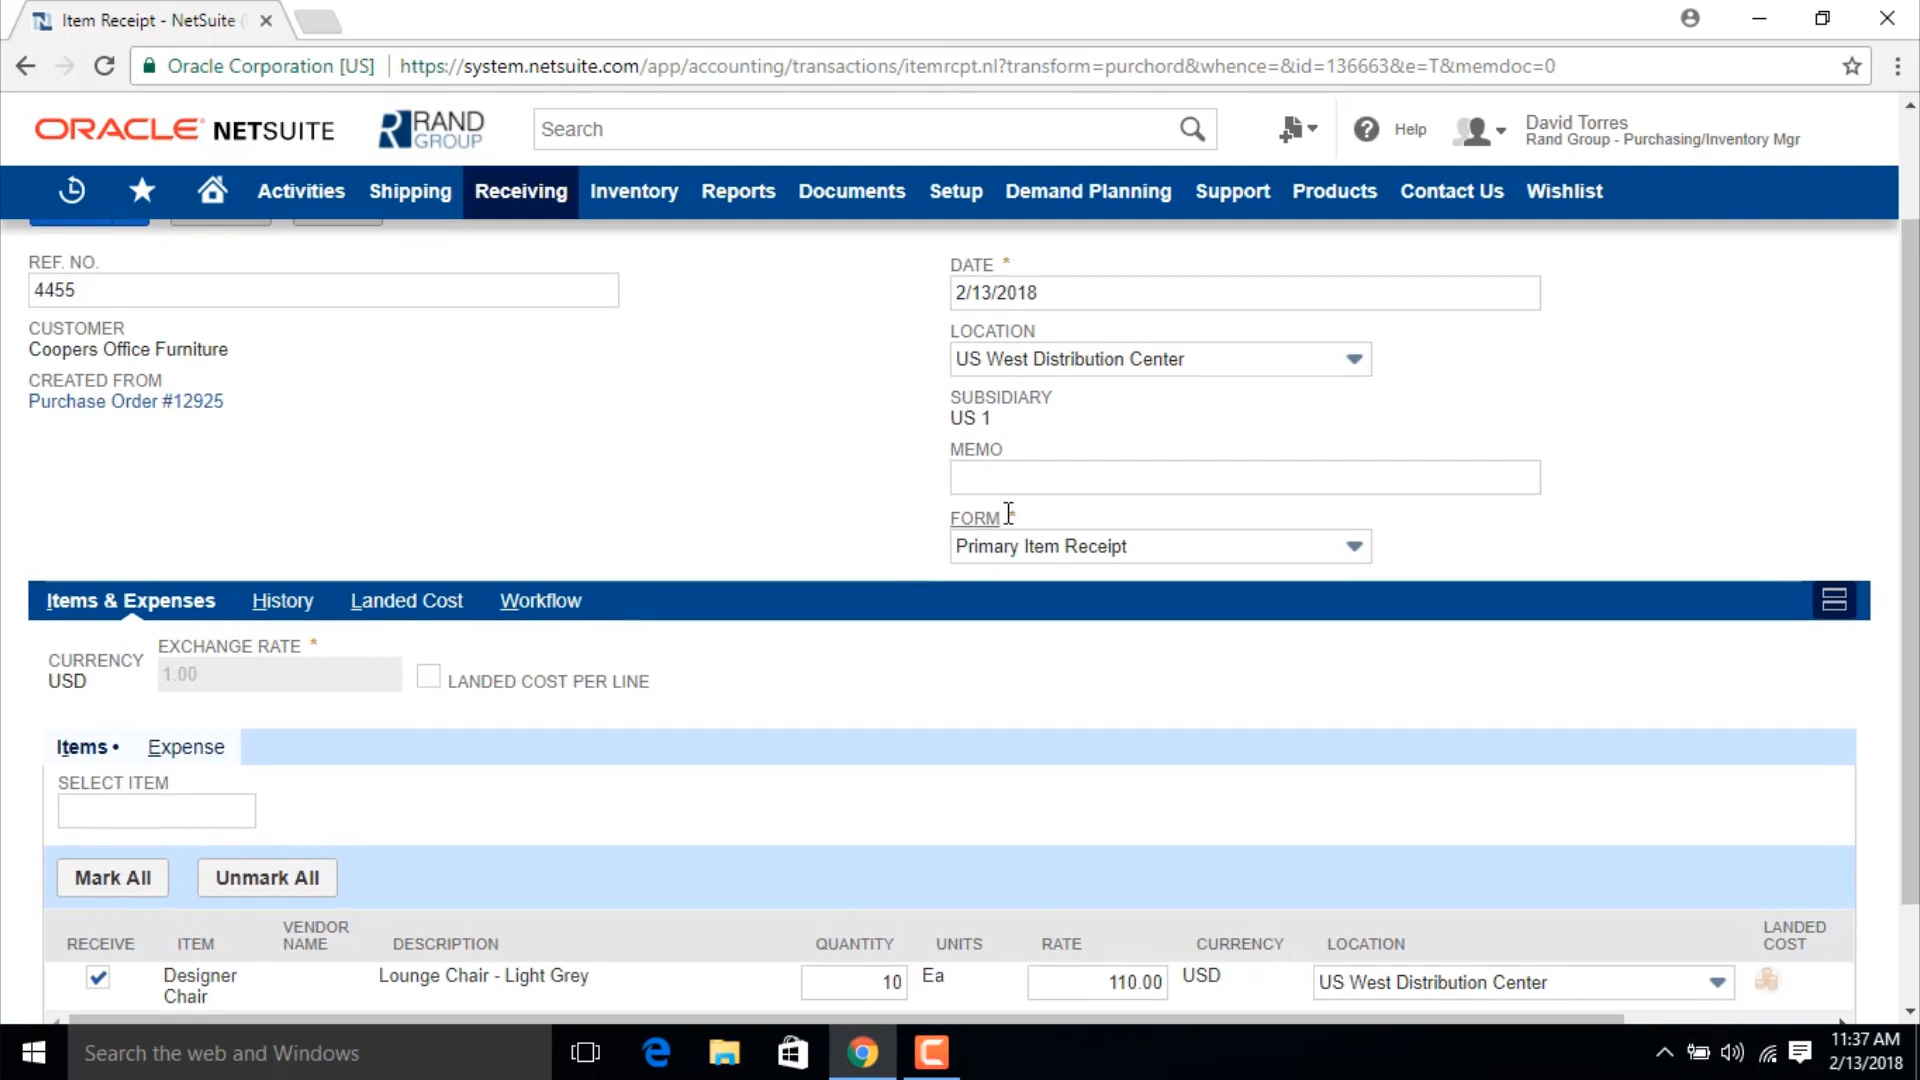 Item Receipt - NetSuite (
Oracle Corporation [US]
https://system.netsuite.com/app/accounting/transactions/itemrcpt.nl?transform=purchord&whence=&id=136663&e=T&memdoc=0
ORACLE NETSUITE
RAND GROUP
Search
Help
David Torres
Rand Group - Purchasing/Inventory Mgr
Activities Shipping Receiving Inventory Reports Documents Setup Demand Planning Support Products Contact Us Wishlist
REF. NO.
4455
CUSTOMER
Coopers Office Furniture
CREATED FROM
Purchase Order #12925
DATE *
2/13/2018
LOCATION
US West Distribution Center
SUBSIDIARY
US 1
MEMO
FORM *
Primary Item Receipt
Items & Expenses History Landed Cost Workflow
CURRENCY
USD
EXCHANGE RATE *
1.00
LANDED COST PER LINE
Items • Expense
SELECT ITEM
Mark All Unmark All
RECEIVE ITEM VENDOR NAME DESCRIPTION QUANTITY UNITS RATE CURRENCY LOCATION LANDED COST
Designer Chair Lounge Chair - Light Grey 10 Ea 110.00 USD US West Distribution Center
Search the web and Windows
11:37 AM
2/13/2018